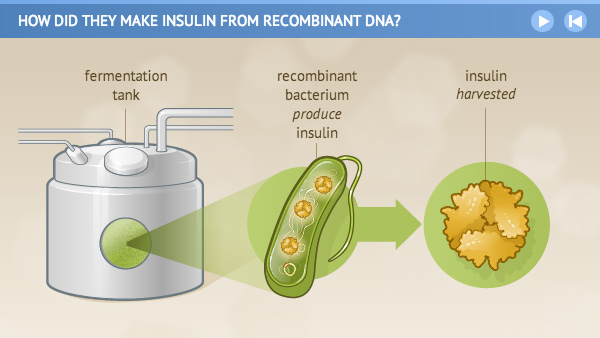 HOW DID THEY MAKE INSULIN FROM RECOMBINANT DNA?
fermentation
tank
recombinant
bacterium
produce
insulin
insulin
harvested